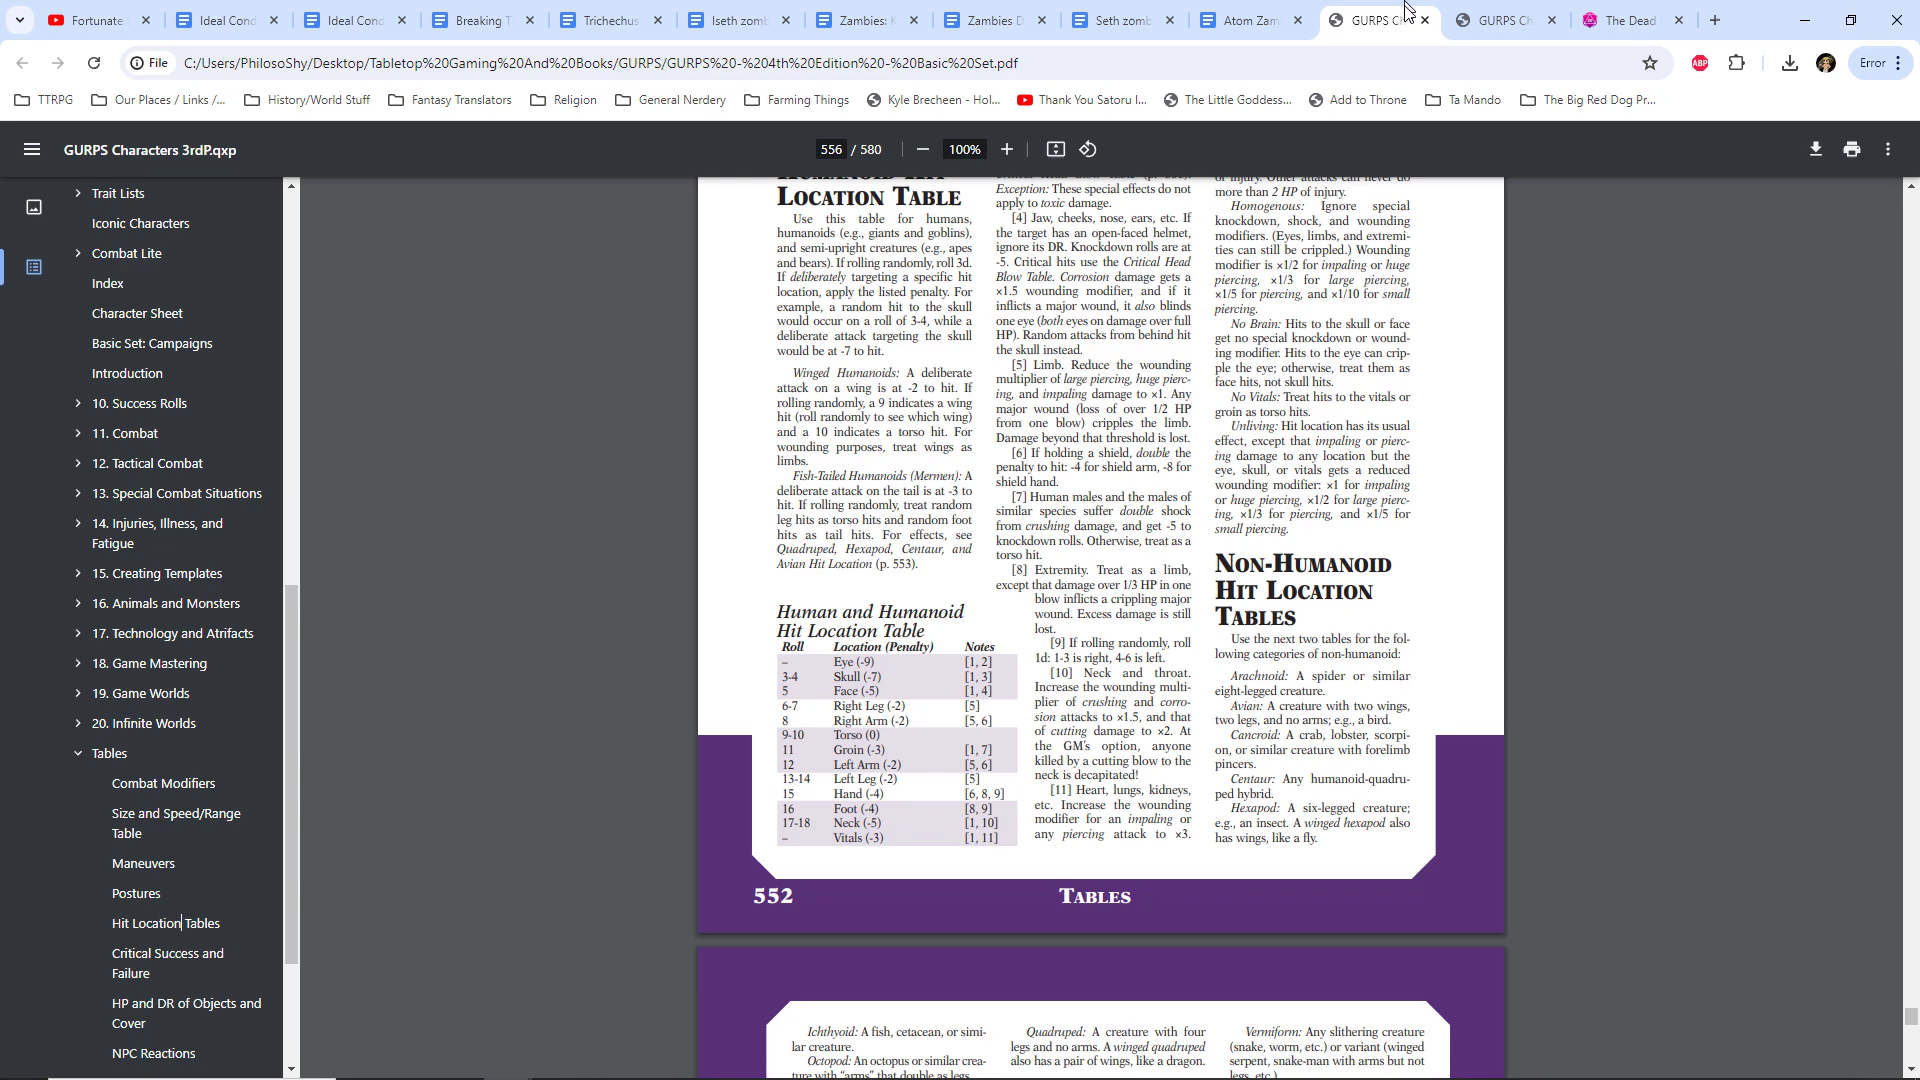 Fortunate
Ideal Cond
Ideal Cond
Breaking T
Trichechus
Iseth zomb
Zambies: K
Zambies D
Seth zomb
Atom Zam
GURPS Ch
GURPS Ch
The Dead
File
C:/Users/PhilosoShy/Desktop/Tabletop%20Gaming%20And%20Books/GURPS/GURPS%20-%204th%20Edition%20-%20Basic%20Set.pdf
ABP
Error
TTRPG
Our Places / Links /...
History/World Stuff
Fantasy Translators
Religion
General Nerdery
Farming Things
Kyle Brecheen - Hol...
Thank You Satoru I...
The Little Goddess...
Add to Throne
Ta Mando
The Big Red Dog Pr...
GURPS Characters 3rdP.qxp
556 / 580
100%
Trait Lists
Iconic Characters
Combat Lite
Index
Character Sheet
Basic Set: Campaigns
Introduction
10. Success Rolls
11. Combat
12. Tactical Combat
13. Special Combat Situations
14. Injuries, Illness, and
Fatigue
15. Creating Templates
16. Animals and Monsters
17. Technology and Atrifacts
18. Game Mastering
19. Game Worlds
20. Infinite Worlds
Tables
Combat Modifiers
Size and Speed/Range
Table
Maneuvers
Postures
Hit Location Tables
Critical Success and
Failure
HP and DR of Objects and
Cover
NPC Reactions
LOCATION TABLE
Use this table for humans,
humanoids (e.g., giants and goblins),
and semi-upright creatures (e.g., apes
and bears). If rolling randomly, roll 3d.
If deliberately targeting a specific hit
location, apply the listed penalty. For
example, a random hit to the skull
would occur on a roll of 3-4, while a
deliberate attack targeting the skull
would be at -7 to hit.
Winged Humanoids: A deliberate
attack on a wing is at -2 to hit. If
rolling randomly, a 9 indicates a wing
hit (roll randomly to see which wing)
and a 10 indicates a torso hit. For
wounding purposes, treat wings as
limbs.
Fish-Tailed Humanoids (Mermen): A
deliberate attack on the tail is at -3 to
hit. If rolling randomly, treat random
leg hits as torso hits and random foot
hits as tail hits. For effects, see
Quadruped, Hexapod, Centaur, and
Avian Hit Location (p. 553).
Human and Humanoid
Hit Location Table
Roll Location (Penalty) Notes
– Eye (-9) [1, 2]
3-4 Skull (-7) [1, 3]
5 Face (-5) [1, 4]
6-7 Right Leg (-2) [5]
8 Right Arm (-2) [5, 6]
9-10 Torso (0)
11 Groin (-3) [1, 7]
12 Left Arm (-2) [5, 6]
13-14 Left Leg (-2) [5]
15 Hand (-4) [6, 8, 9]
16 Foot (-4) [8, 9]
17-18 Neck (-5) [1, 10]
– Vitals (-3) [1, 11]
Exception: These special effects do not
apply to toxic damage.
[4] Jaw, cheeks, nose, ears, etc. If
the target has an open-faced helmet,
ignore its DR. Knockdown rolls are at
-5. Critical hits use the Critical Head
Blow Table. Corrosion damage gets a
×1.5 wounding modifier, and if it
inflicts a major wound, it also blinds
one eye (both eyes on damage over full
HP). Random attacks from behind hit
the skull instead.
[5] Limb. Reduce the wounding
multiplier of large piercing, huge pierc-
ing, and impaling damage to ×1. Any
major wound (loss of over 1/2 HP
from one blow) cripples the limb.
Damage beyond that threshold is lost.
[6] If holding a shield, double the
penalty to hit: -4 for shield arm, -8 for
shield hand.
[7] Human males and the males of
similar species suffer double shock
from crushing damage, and get -5 to
knockdown rolls. Otherwise, treat as a
torso hit.
[8] Extremity. Treat as a limb,
except that damage over 1/3 HP in one
blow inflicts a crippling major
wound. Excess damage is still
lost.
[9] If rolling randomly, roll
1d: 1-3 is right, 4-6 is left.
[10] Neck and throat.
Increase the wounding multi-
plier of crushing and corro-
sion attacks to ×1.5, and that
of cutting damage to ×2. At
the GM's option, anyone
killed by a cutting blow to the
neck is decapitated!
[11] Heart, lungs, kidneys,
etc. Increase the wounding
modifier for an impaling or
any piercing attack to ×3.
of injury. Other attacks can never do
more than 2 HP of injury.
Homogenous: Ignore special
knockdown, shock, and wounding
modifiers. (Eyes, limbs, and extremi-
ties can still be crippled.) Wounding
modifier is ×1/2 for impaling or huge
piercing, ×1/3 for large piercing,
×1/5 for piercing, and ×1/10 for small
piercing.
No Brain: Hits to the skull or face
get no special knockdown or wound-
ing modifier. Hits to the eye can crip-
ple the eye; otherwise, treat them as
face hits, not skull hits.
No Vitals: Treat hits to the vitals or
groin as torso hits.
Unliving: Hit location has its usual
effect, except that impaling or pierc-
ing damage to any location but the
eye, skull, or vitals gets a reduced
wounding modifier: ×1 for impaling
or huge piercing, ×1/2 for large pierc-
ing, ×1/3 for piercing, and ×1/5 for
small piercing.
NON-HUMANOID
HIT LOCATION
TABLES
Use the next two tables for the fol-
lowing categories of non-humanoid:
Arachnoid: A spider or similar
eight-legged creature.
Avian: A creature with two wings,
two legs, and no arms; e.g., a bird.
Cancroid: A crab, lobster, scorpi-
on, or similar creature with forelimb
pincers.
Centaur: Any humanoid-quadru-
ped hybrid.
Hexapod: A six-legged creature;
e.g., an insect. A winged hexapod also
has wings, like a fly.
552
TABLES
Ichthyoid: A fish, cetacean, or simi-
lar creature.
Octopod: An octopus or similar crea-
ture with "arms" that double as legs.
Quadruped: A creature with four
legs and no arms. A winged quadruped
also has a pair of wings, like a dragon.
Vermiform: Any slithering creature
(snake, worm, etc.) or variant (winged
serpent, snake-man with arms but not
legs, etc.)